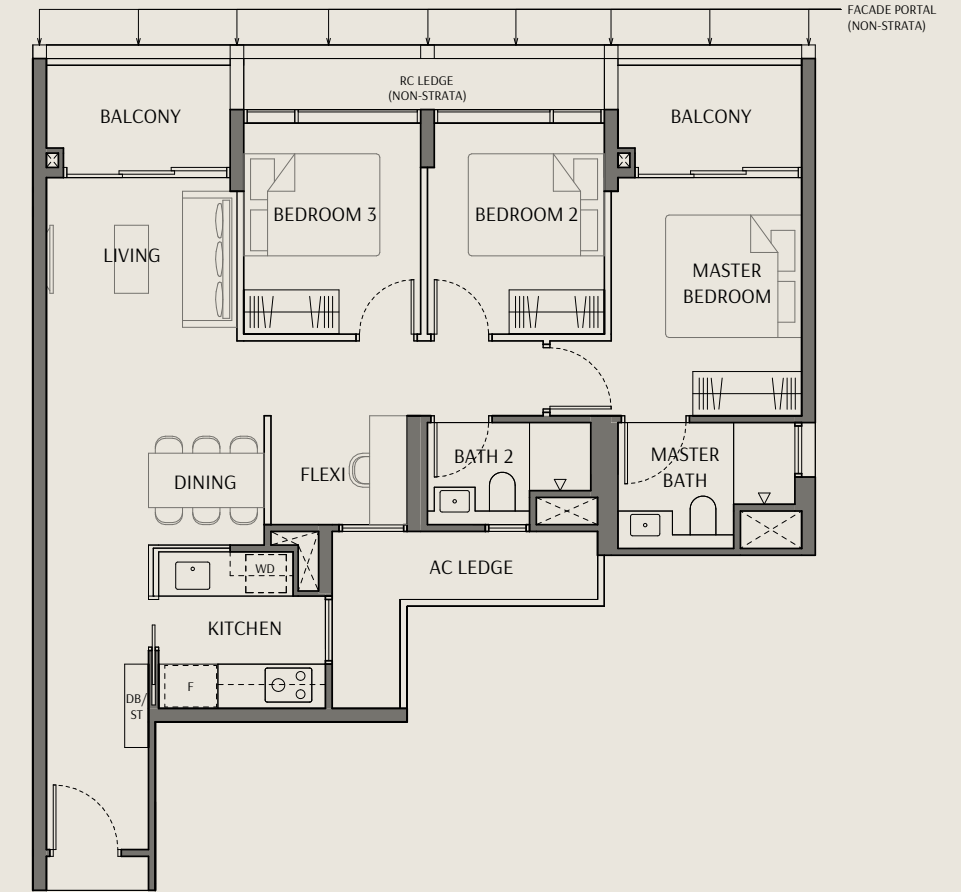 FACADE PORTAL
(NON-STRATA)
RC LEDGE
(NON-STRATA)
BALCONY
BALCONY
BEDROOM 3
BEDROOM 2
LIVING
MASTER
BEDROOM
DINING
FLEXI
BATH 2
MASTER
BATH
WD
AC LEDGE
KITCHEN
F
DB/
ST